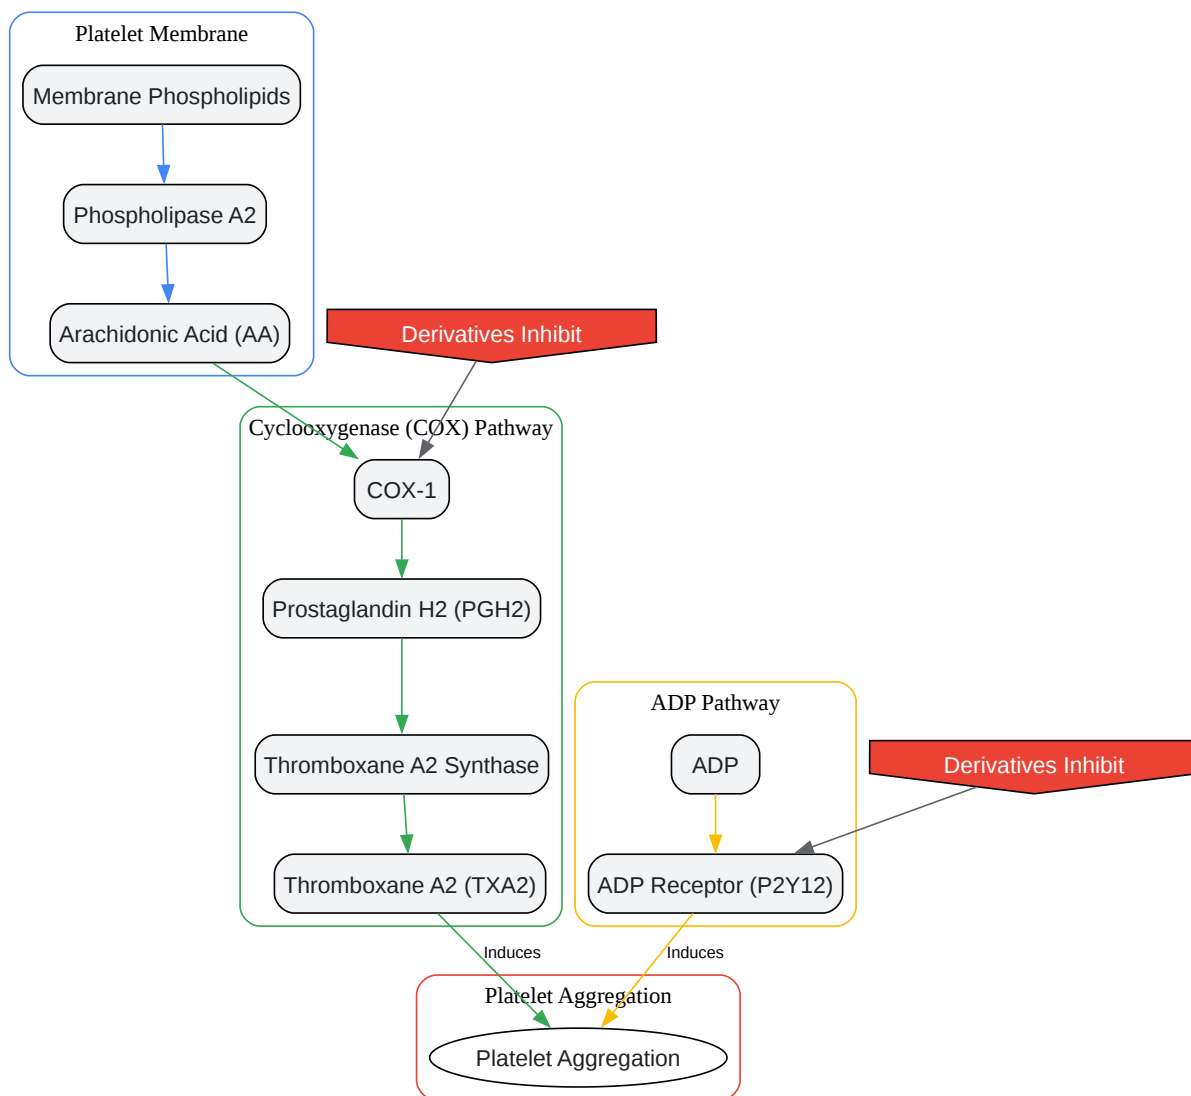 Platelet Membrane
Membrane Phospholipids
Phospholipase A2
Arachidonic Acid (AA)
Derivatives Inhibit
Cyclooxygenase (COX) Pathway
COX-1
Prostaglandin H2 (PGH2)
Thromboxane A2 Synthase
Thromboxane A2 (TXA2)
ADP Pathway
ADP
Derivatives Inhibit
ADP Receptor (P2Y12)
Induces
Induces
Platelet Aggregation
Platelet Aggregation